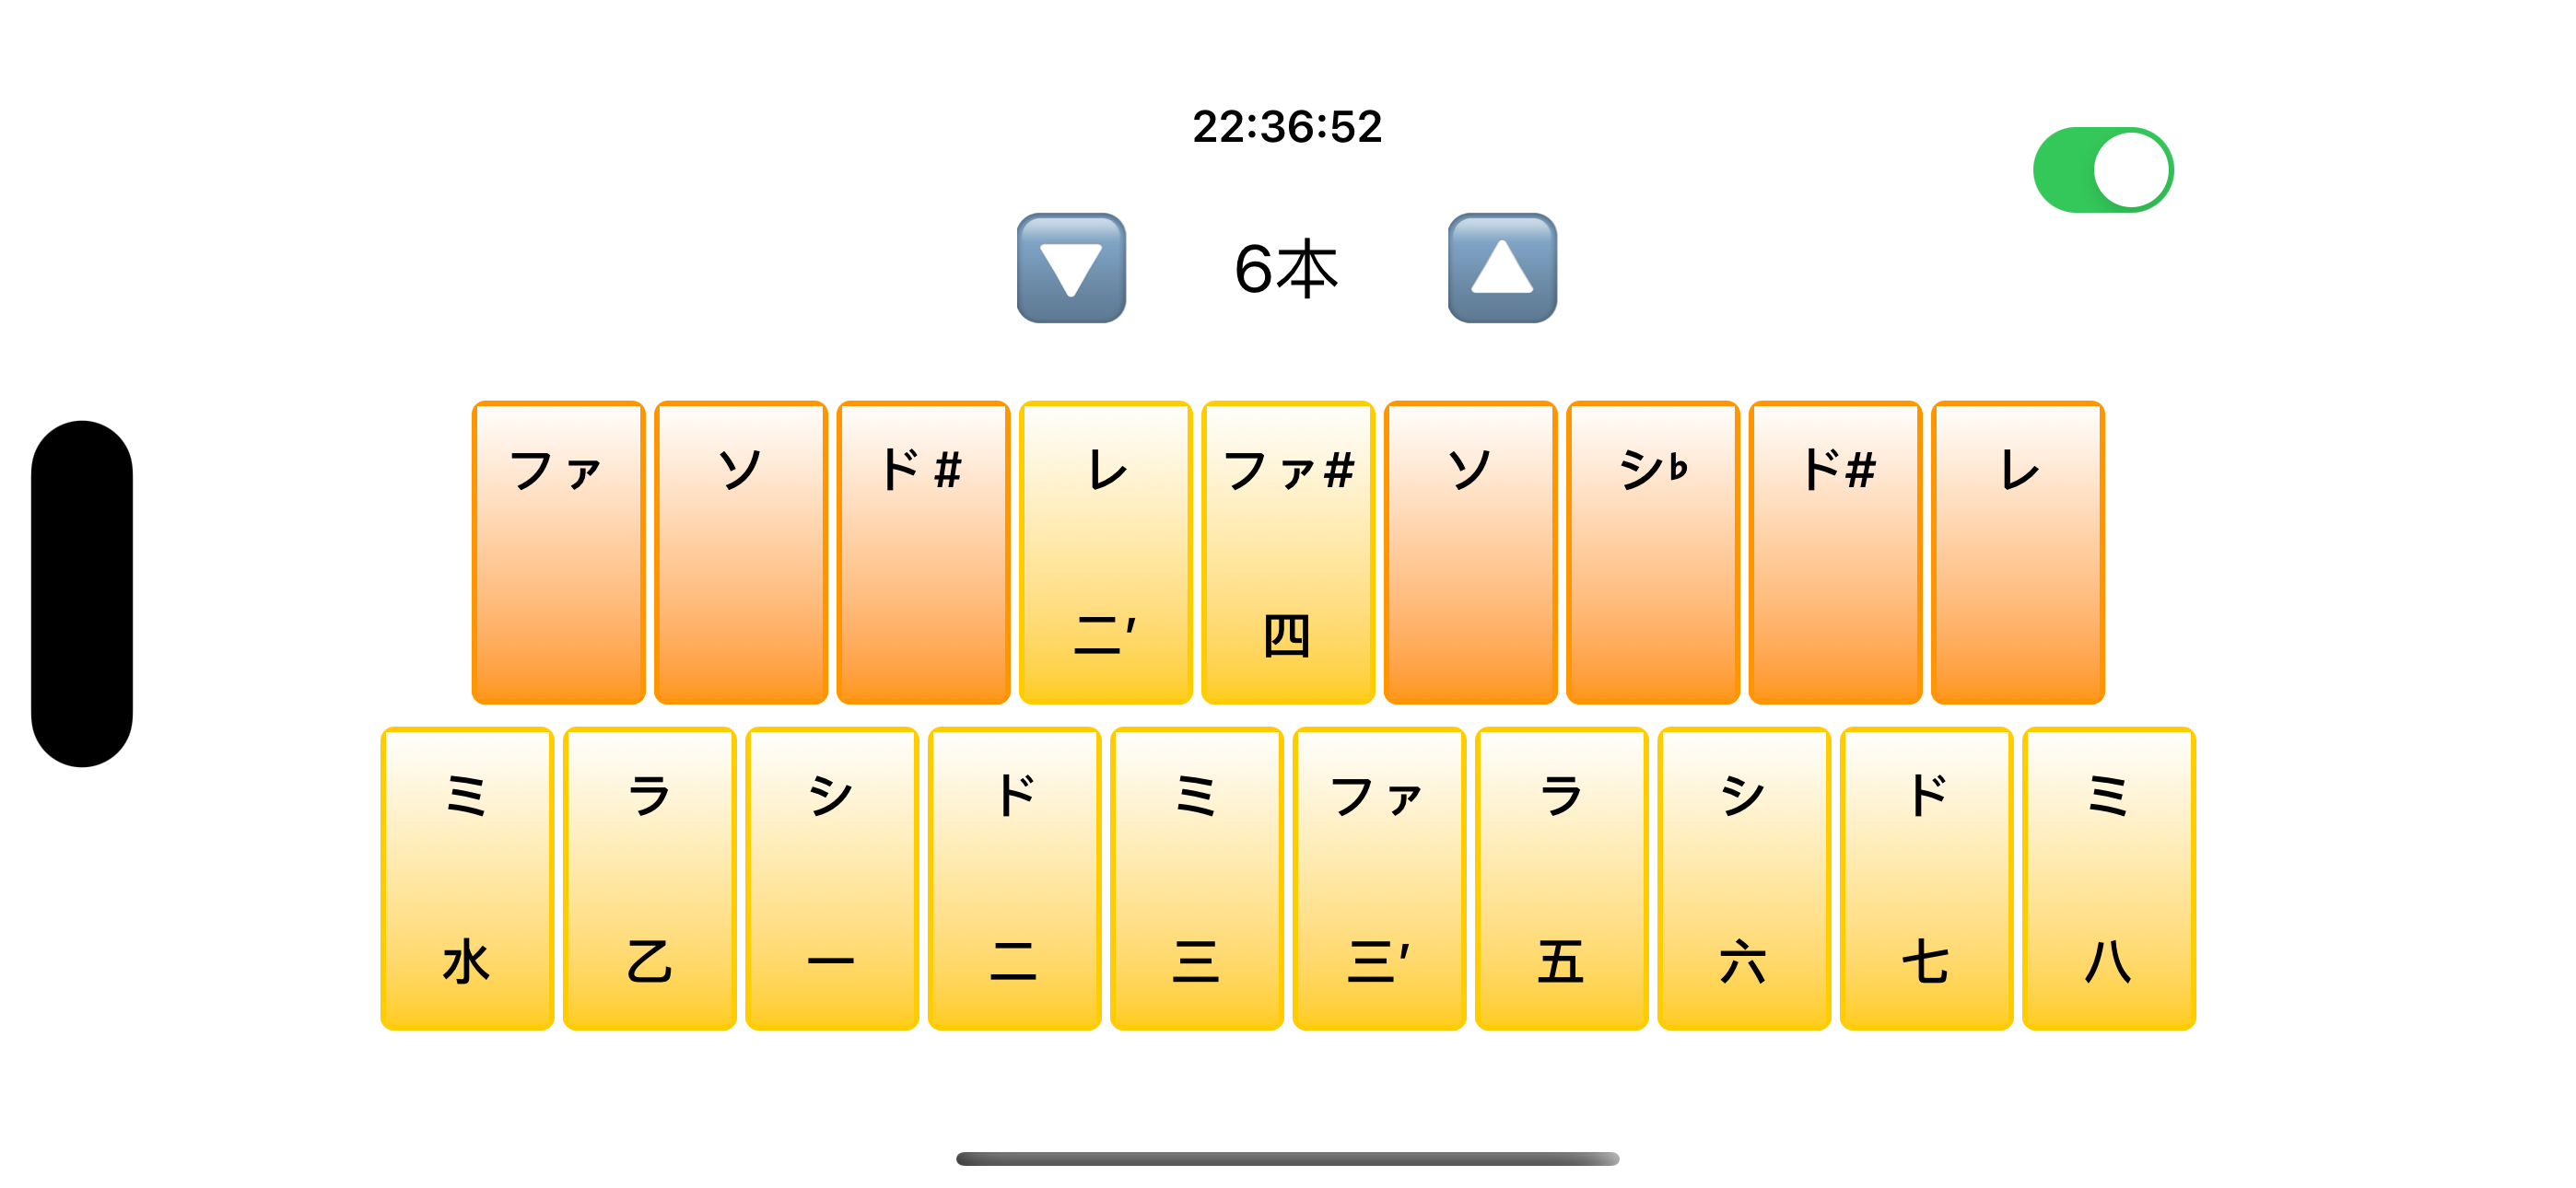 22:36:52
6本
ファ ソ ド# レ ファ# ソ シ♭ ド# レ
二′ 四
ミ ラ シ ド ミ ファ ラ シ ド ミ
水 乙 一 二 三 三′ 五 六 七 八